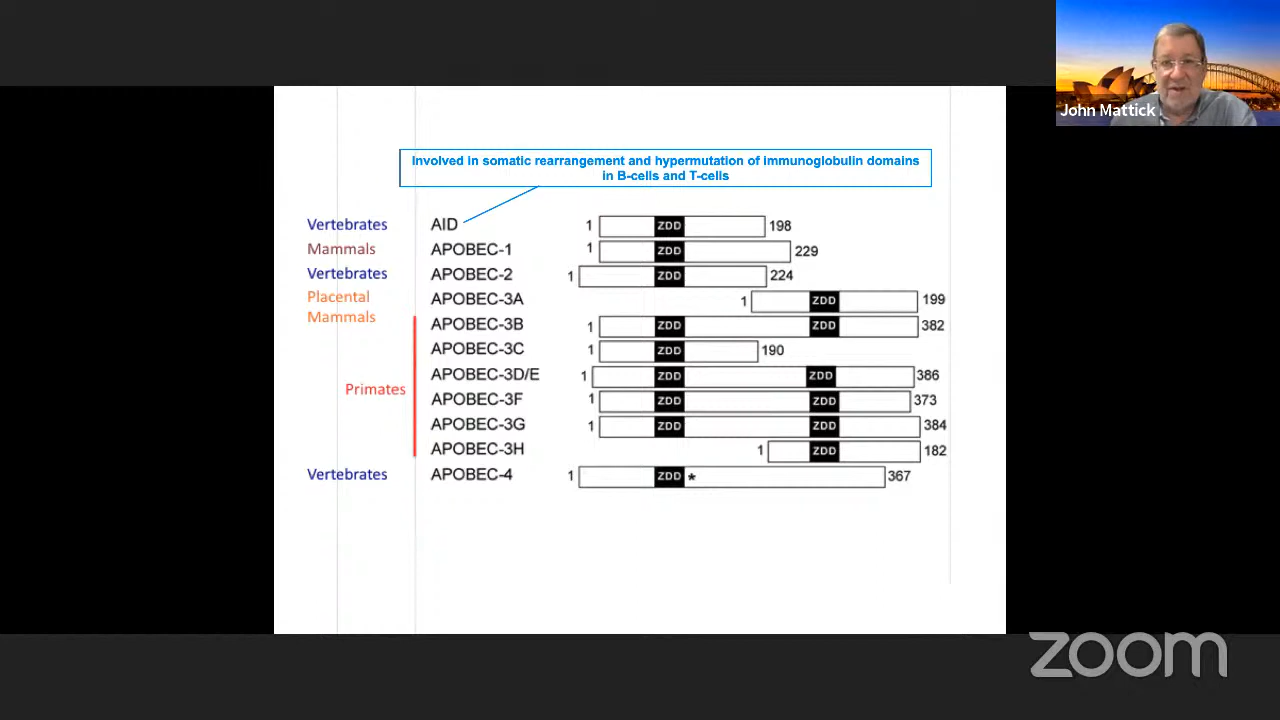 John Mattick
Involved in somatic rearrangement and hypermutation of immunoglobulin domains
in B-cells and T-cells
Vertebrates AID 1 ZDD 198
Mammals APOBEC-1 1 ZDD 229
Vertebrates APOBEC-2 1 ZDD 224
Placental
Mammals
APOBEC-3A 1 ZDD 199
APOBEC-3B 1 ZDD ZDD 382
APOBEC-3C 1 ZDD 190
APOBEC-3D/E 1 ZDD ZDD 386
Primates
APOBEC-3F 1 ZDD ZDD 373
APOBEC-3G 1 ZDD ZDD 384
APOBEC-3H 1 ZDD 182
Vertebrates APOBEC-4 1 ZDD * 367
zoom